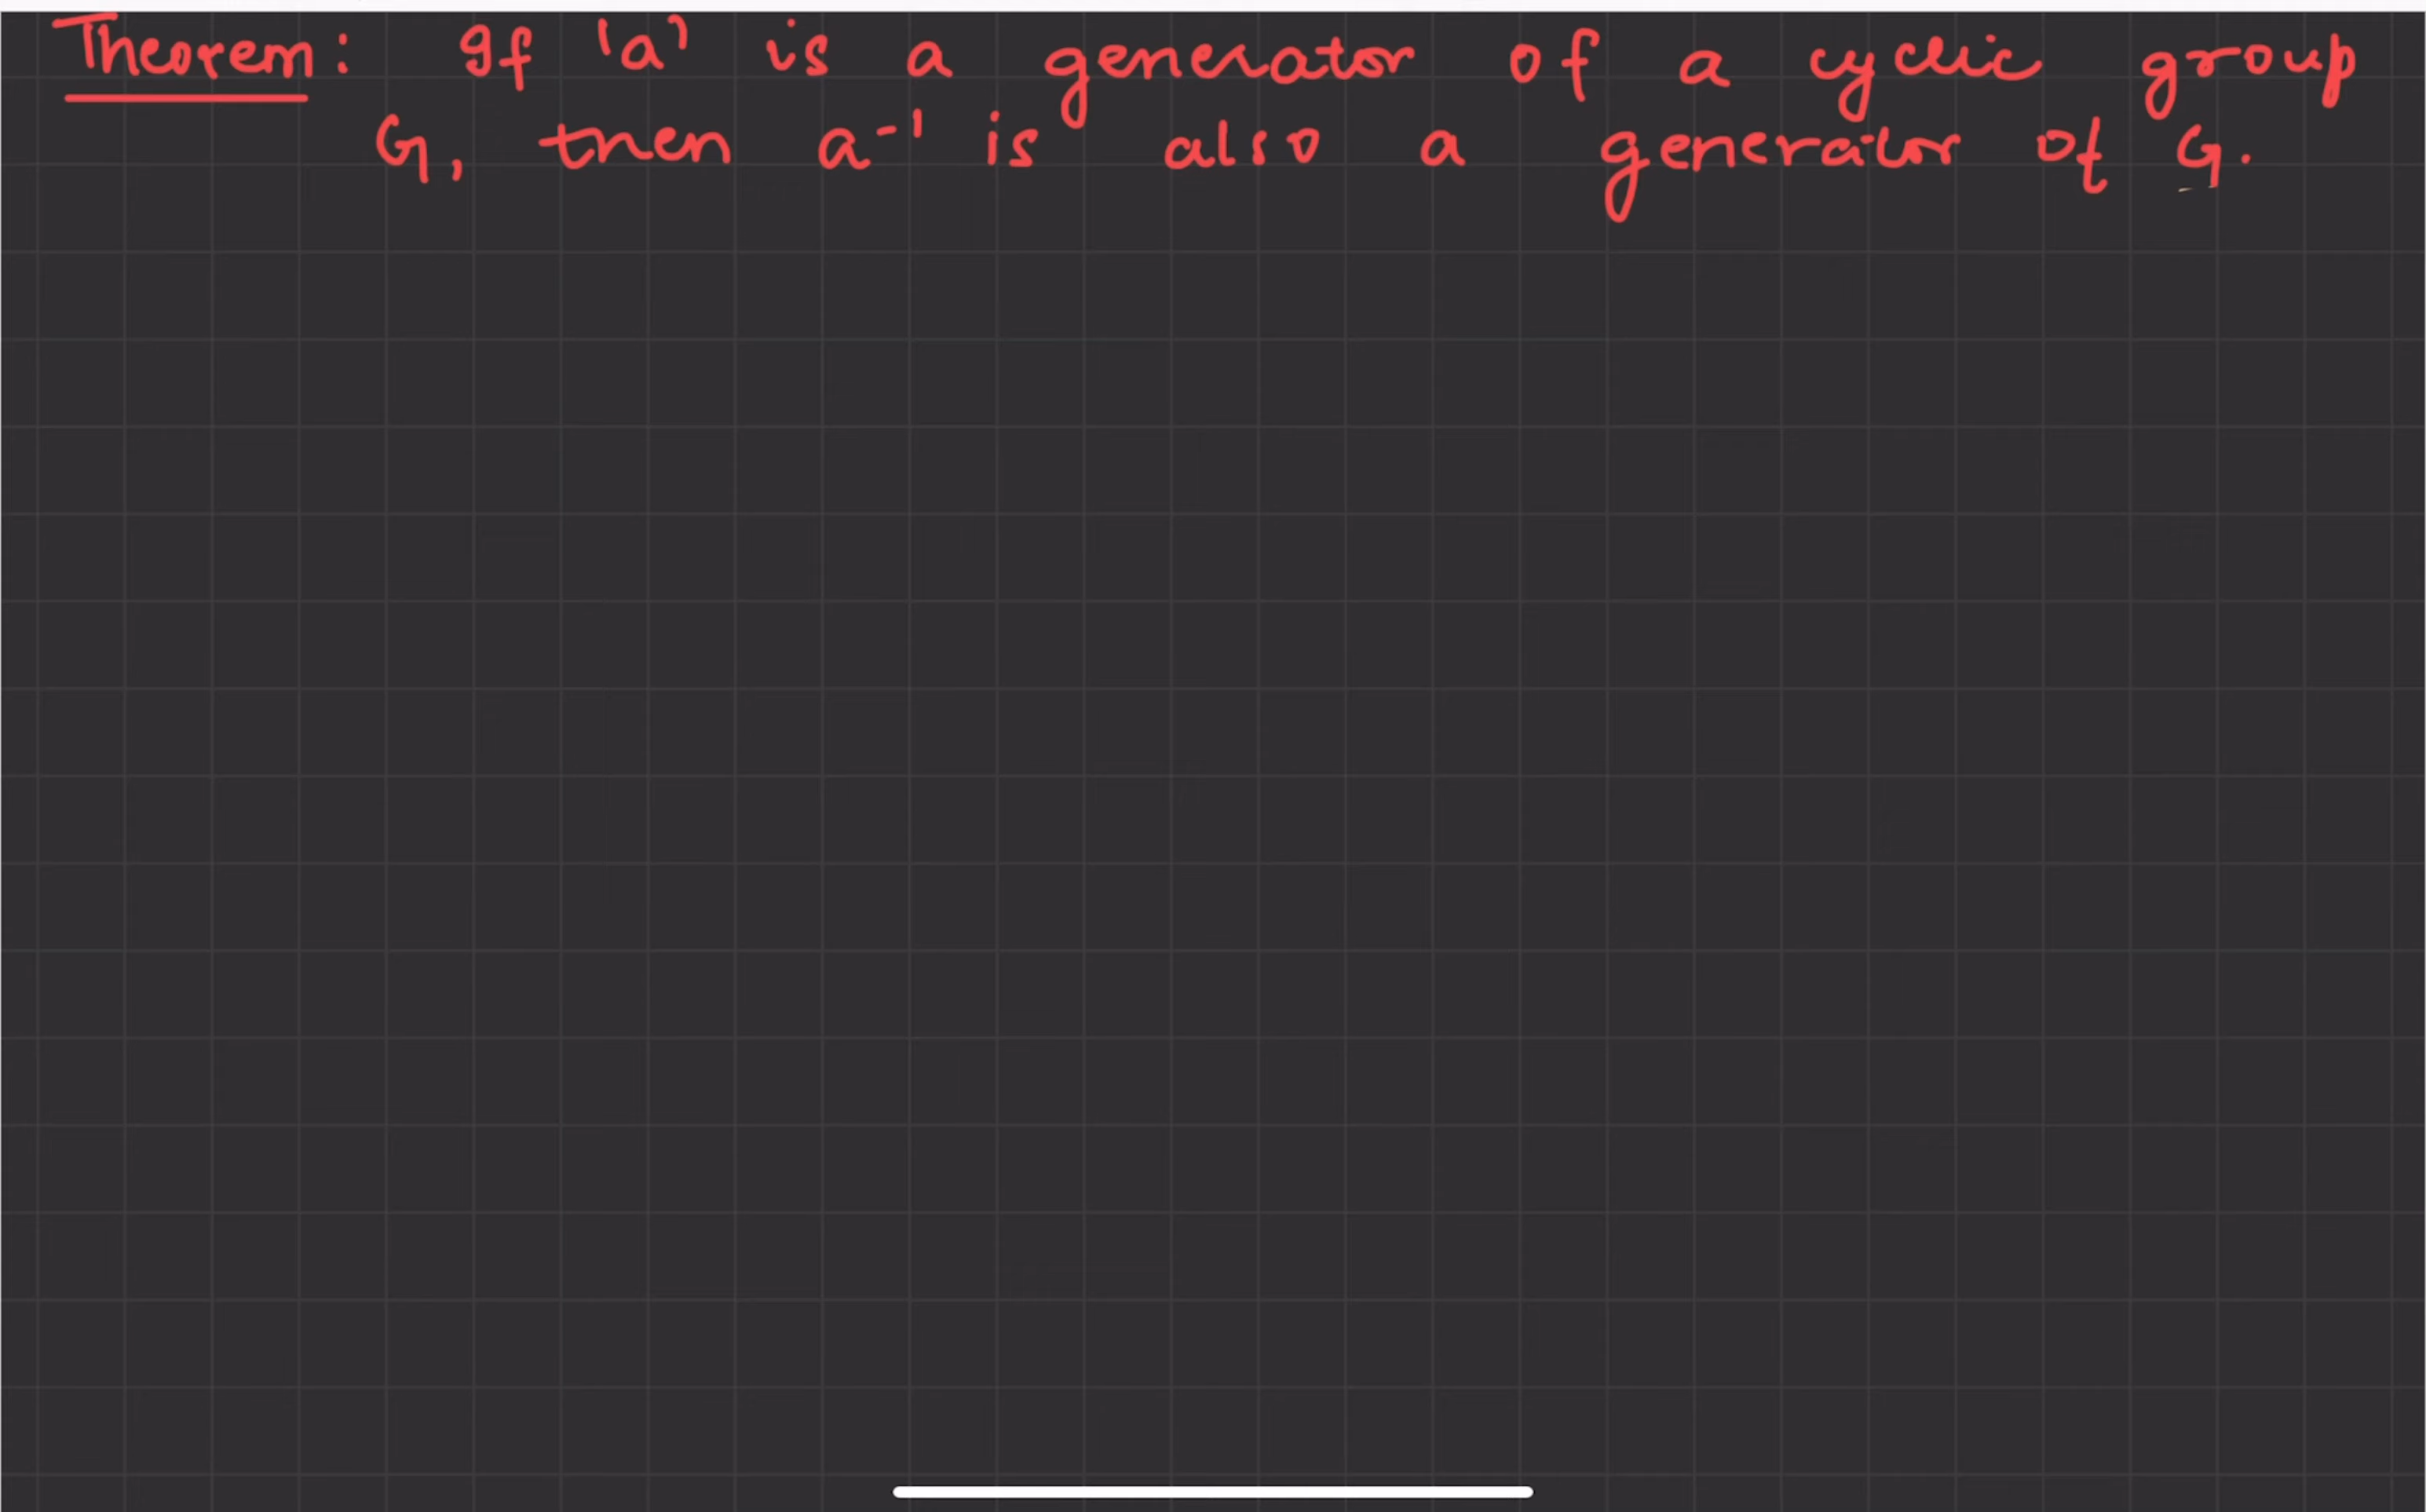 Theorem: If 'a' is a generator of a cyclic group
G, then a⁻¹ is also a generator of G.